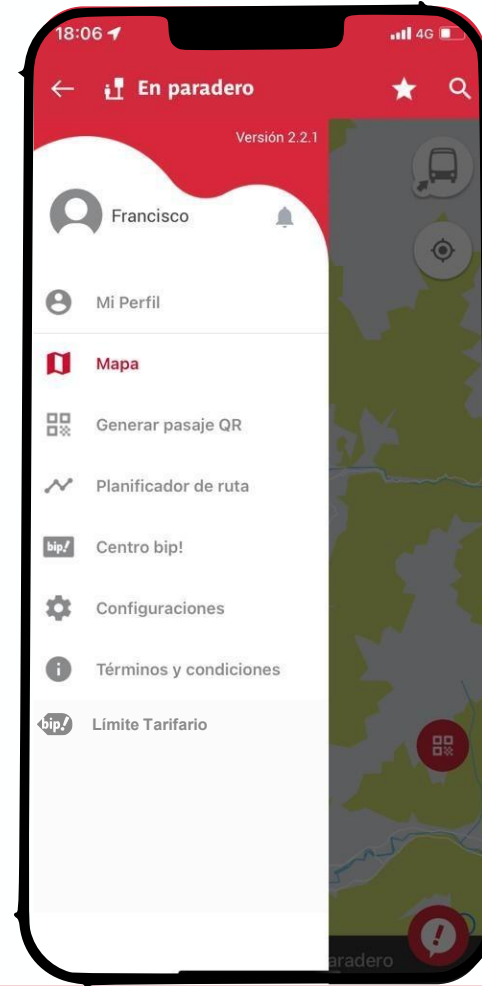 18:06
4G
En paradero
Versión 2.2.1
Francisco
Mi Perfil
Mapa
Generar pasaje QR
Planificador de ruta
bip!
Centro bip!
Configuraciones
Términos y condiciones
bip!
Límite Tarifario
aradero